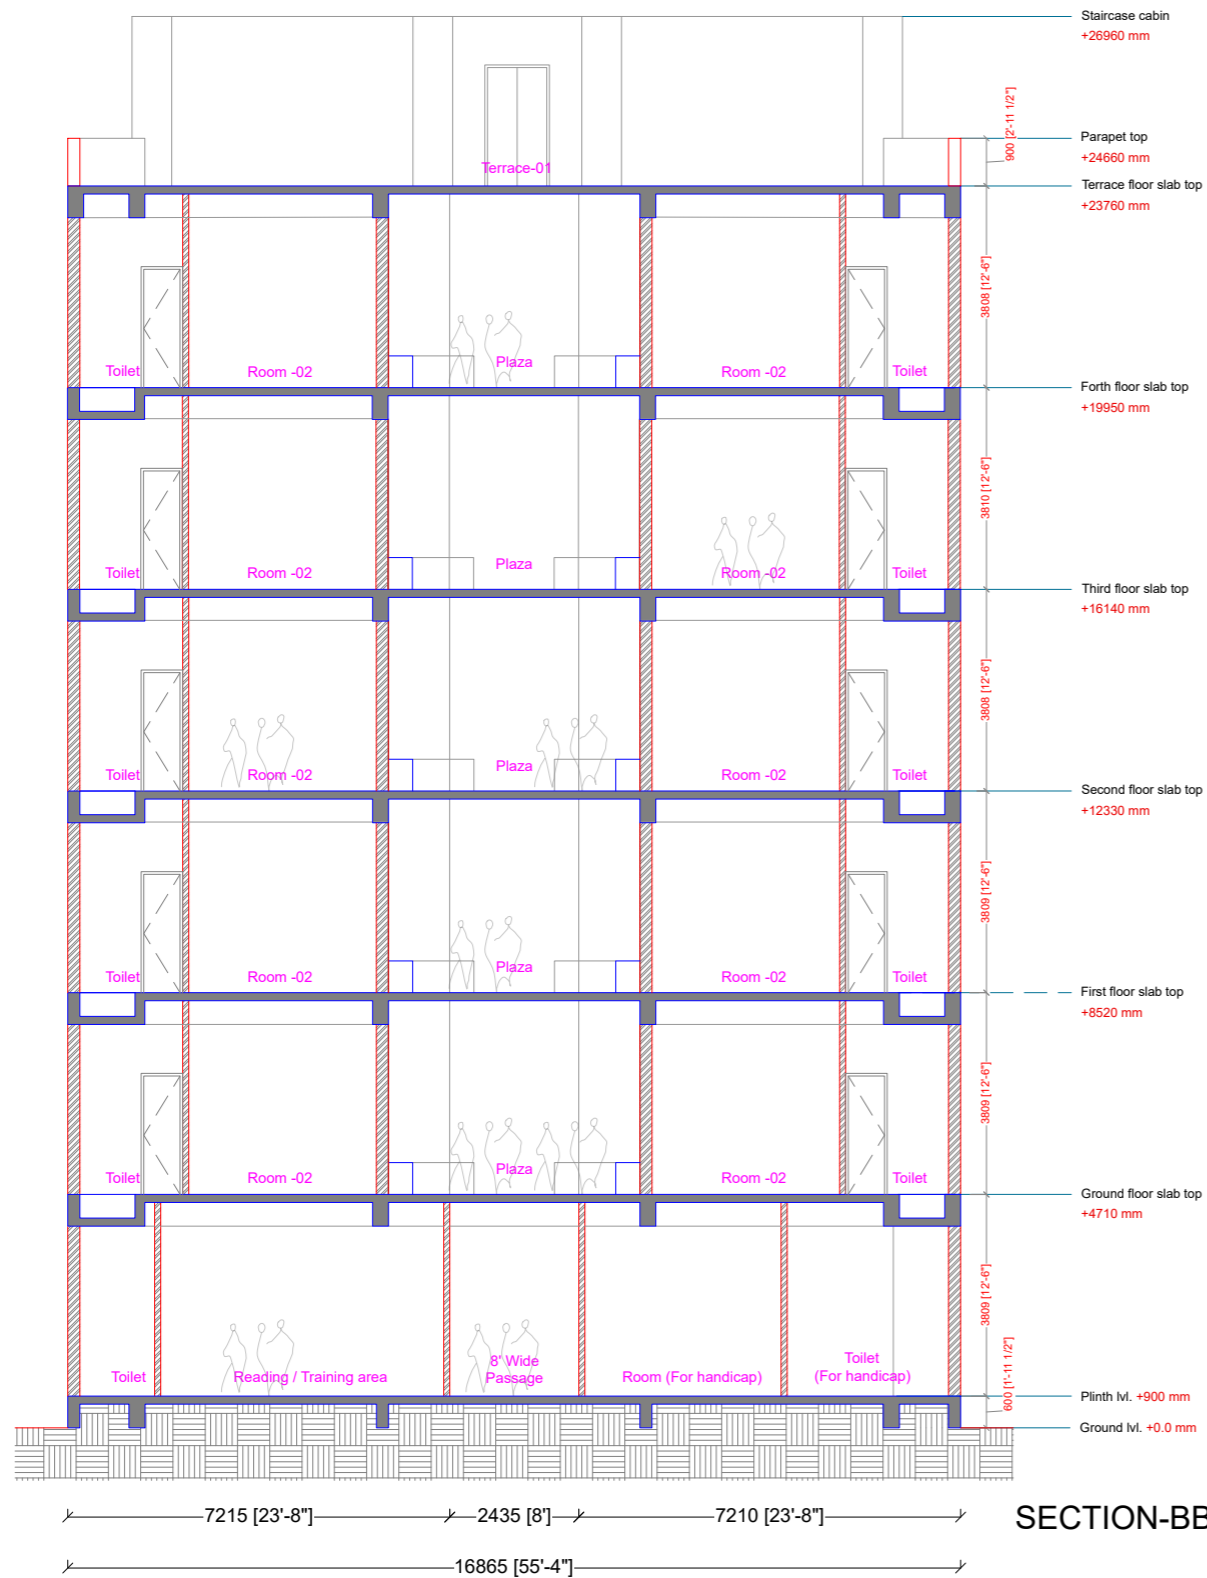 Staircase cabin
+26960 mm
900 [2'-11 1/2"]
Parapet top
+24660 mm
Terrace-01
Terrace floor slab top
+23760 mm
3808 [12'-6"]
Toilet
Room -02
Plaza
Room -02
Toilet
Forth floor slab top
+19950 mm
3810 [12'-6"]
Toilet
Room -02
Plaza
Room -02
Toilet
Third floor slab top
+16140 mm
3808 [12'-6"]
Toilet
Room -02
Plaza
Room -02
Toilet
Second floor slab top
+12330 mm
3809 [12'-6"]
Toilet
Room -02
Plaza
Room -02
Toilet
First floor slab top
+8520 mm
3809 [12'-6"]
Toilet
Room -02
Plaza
Room -02
Toilet
Ground floor slab top
+4710 mm
3809 [12'-6"]
Toilet
Reading / Training area
8' Wide
Passage
Room (For handicap)
Toilet
(For handicap)
600 [1'-11 1/2"]
Plinth lvl. +900 mm
Ground lvl. +0.0 mm
7215 [23'-8"]
2435 [8']
7210 [23'-8"]
SECTION-BB
16865 [55'-4"]